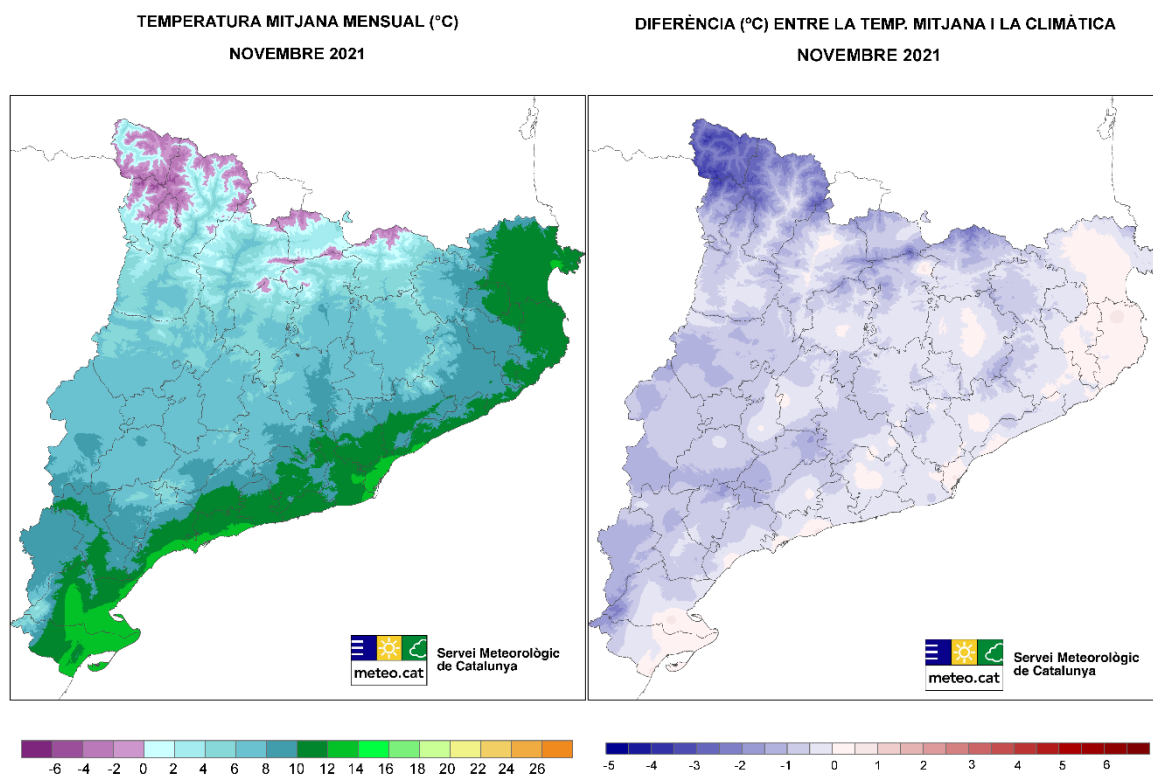 TEMPERATURA MITJANA MENSUAL (°C)
NOVEMBRE 2021
DIFERÈNCIA (ºC) ENTRE LA TEMP. MITJANA I LA CLIMÀTICA
NOVEMBRE 2021
meteo.cat
Servei Meteorològic
de Catalunya
meteo.cat
Servei Meteorològic
de Catalunya
-6 -4 -2 0 2 4 6 8 10 12 14 16 18 20 22 24 26
-5 -4 -3 -2 -1 0 1 2 3 4 5 6